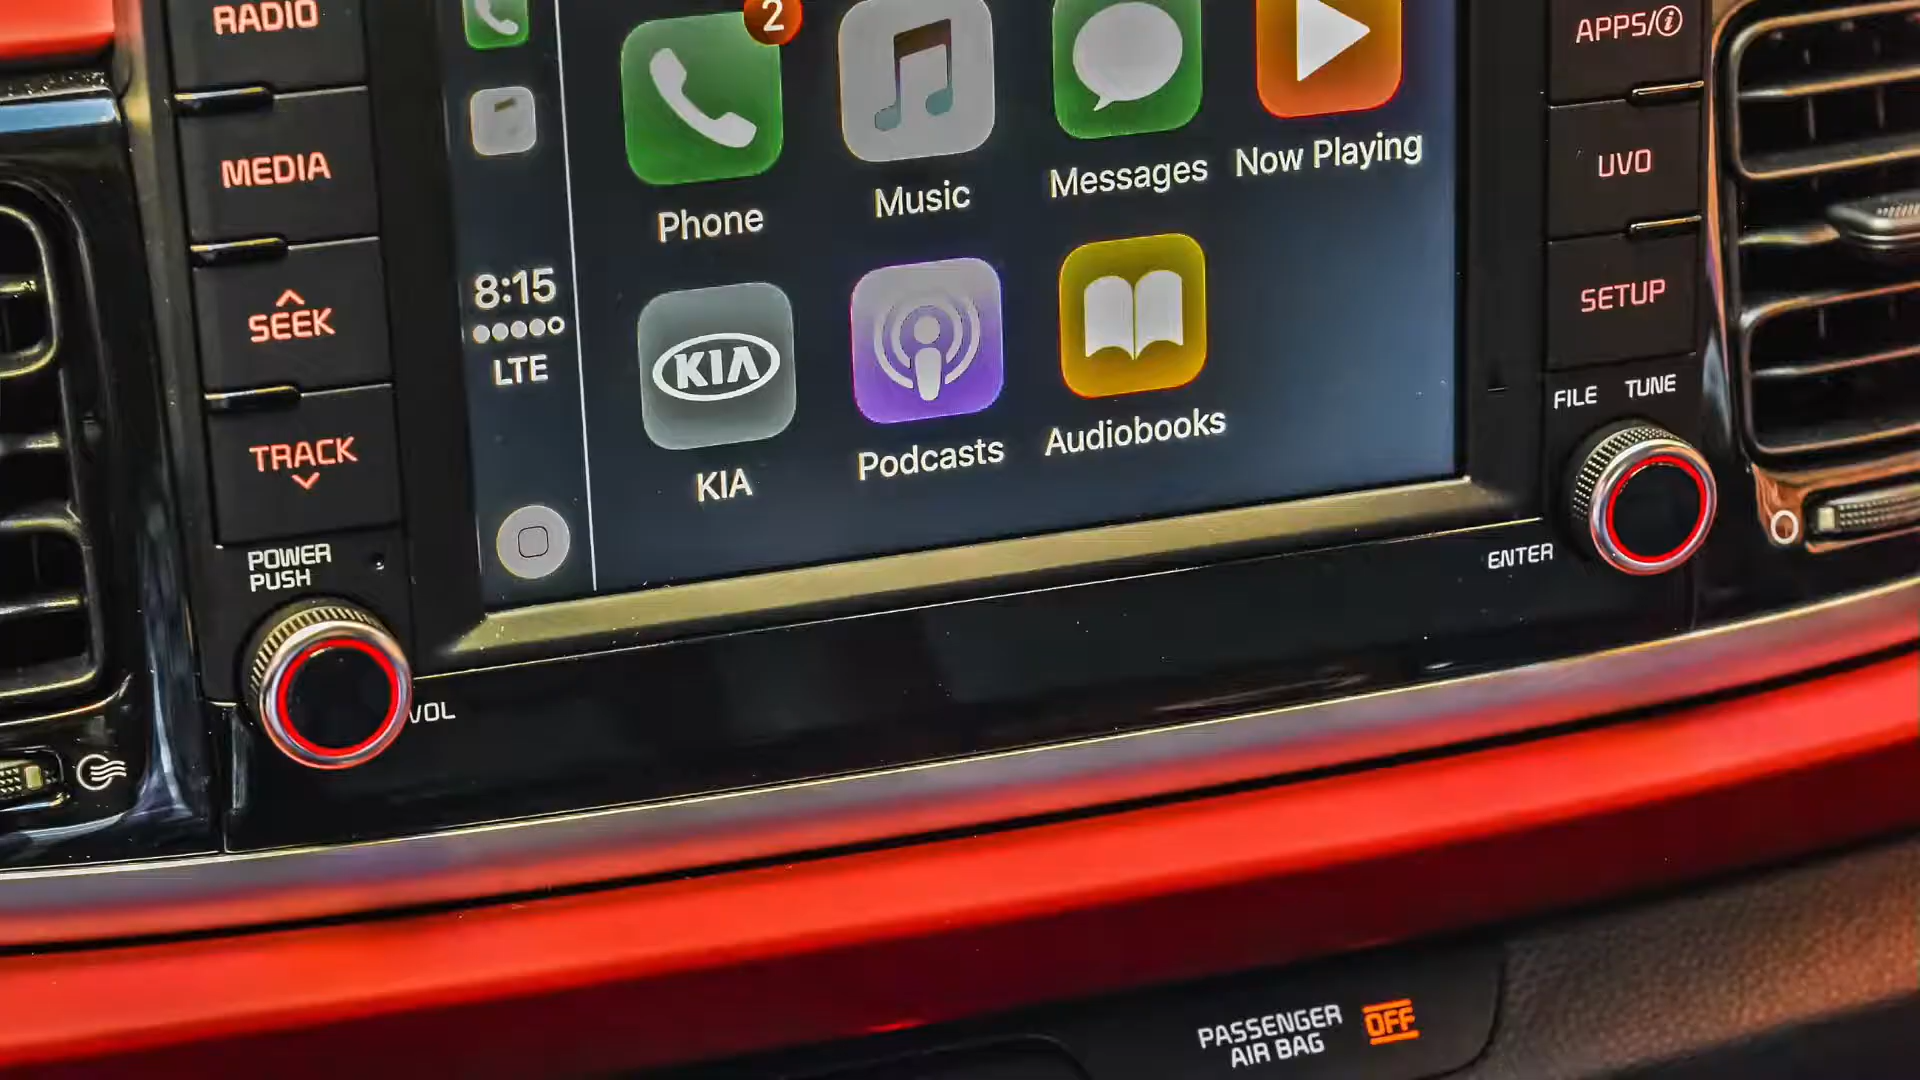 RADIO
MEDIA
SEEK
TRACK
POWER
PUSH
VOL
2
Phone
Music
Messages
Now Playing
8:15
LTE
KIA
KIA
Podcasts
Audiobooks
APPS/i
UVO
SETUP
FILE TUNE
ENTER
PASSENGER
AIR BAG
OFF